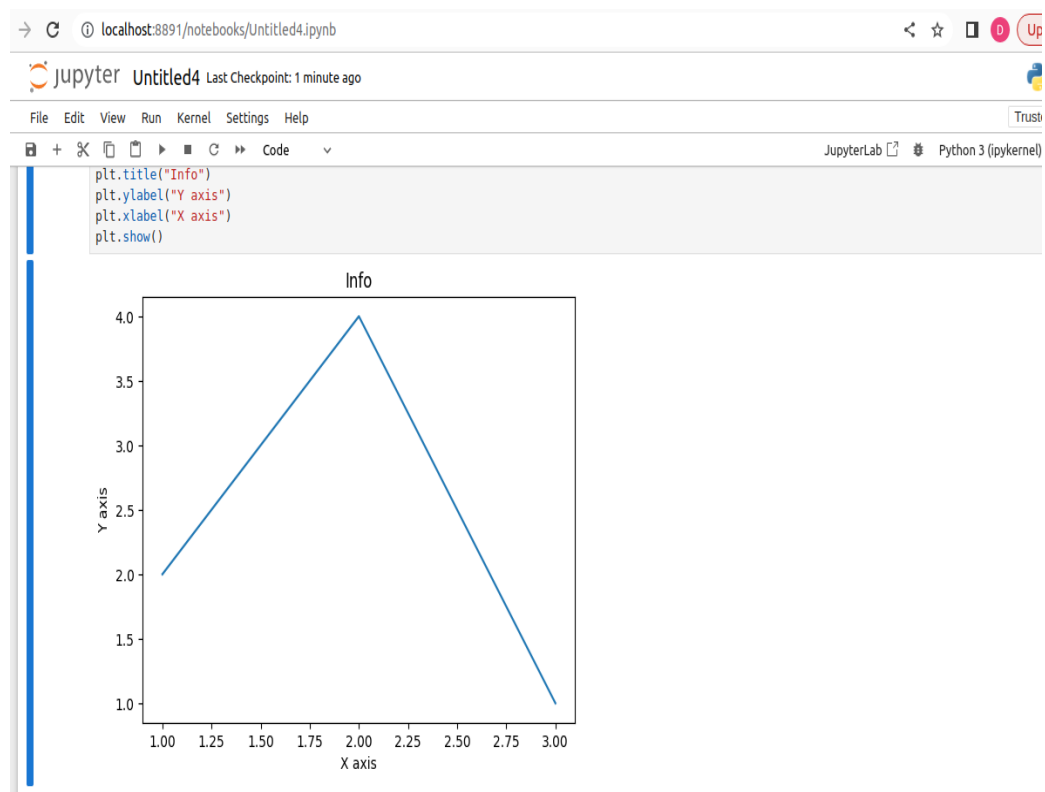 localhost:8891/notebooks/Untitled4.ipynb
D
Up
jupyter Untitled4 Last Checkpoint: 1 minute ago
File Edit View Run Kernel Settings Help
Trust
Code
JupyterLab
Python 3 (ipykernel)
plt.title("Info")
plt.ylabel("Y axis")
plt.xlabel("X axis")
plt.show()
Info
4.0
3.5
3.0
2.5
2.0
1.5
1.0
Y axis
1.00 1.25 1.50 1.75 2.00 2.25 2.50 2.75 3.00
X axis